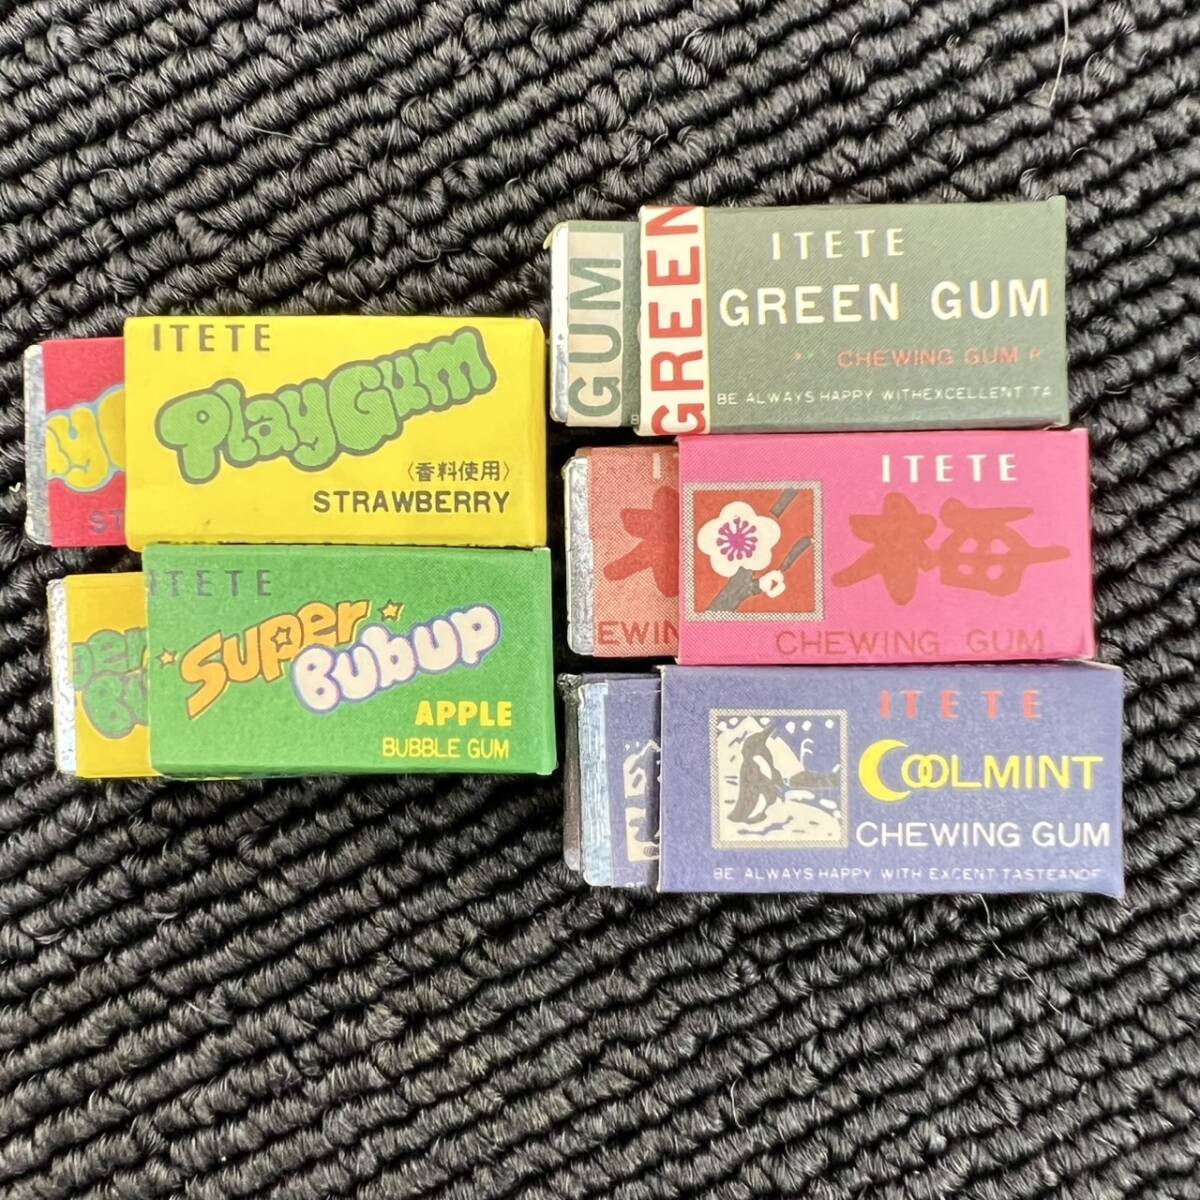 ITETE
PlayGum
〈香料使用〉
STRAWBERRY
ST
ITETE
Super
BubuP
APPLE
BUBBLE GUM
GUM
GREEN
ITETE
GREEN GUM
CHEWING GUM
BE ALWAYS HAPPY WITHEXCELLENT TA
ITETE
梅
CHEWING GUM
EWIN
ITETE
COOLMINT
CHEWING GUM
BE ALWAYS HAPPY WITH EXCENT TASTEANDF